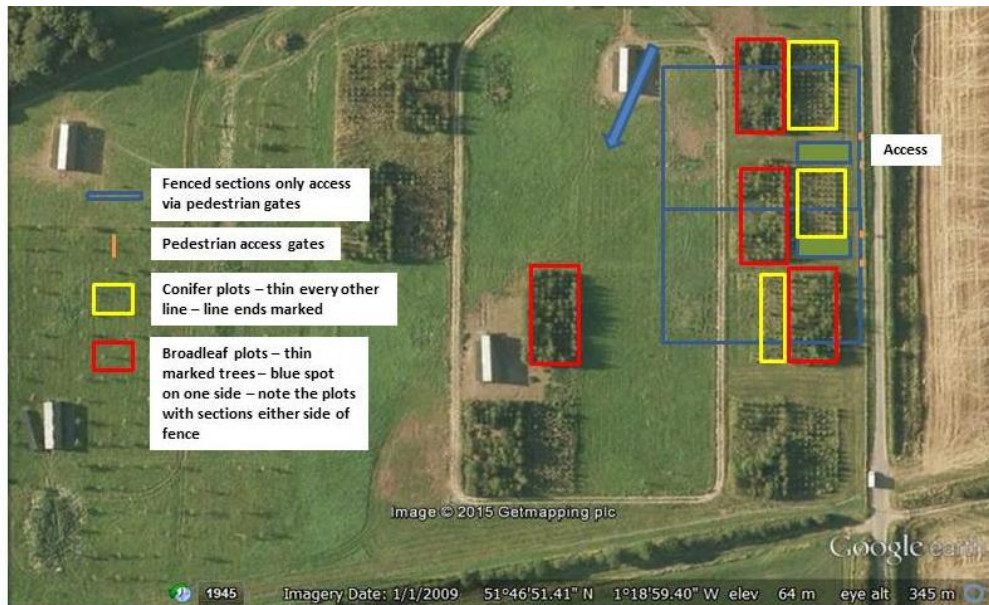 Access
Fenced sections only access
via pedestrian gates
Pedestrian access gates
Conifer plots – thin every other
line – line ends marked
Broadleaf plots – thin
marked trees – blue spot
on one side – note the plots
with sections either side of
fence
Image © 2015 Getmapping plc
Google earth
1945 Imagery Date: 1/1/2009 51°46'51.41" N 1°18'59.40" W elev 64 m eye alt 345 m